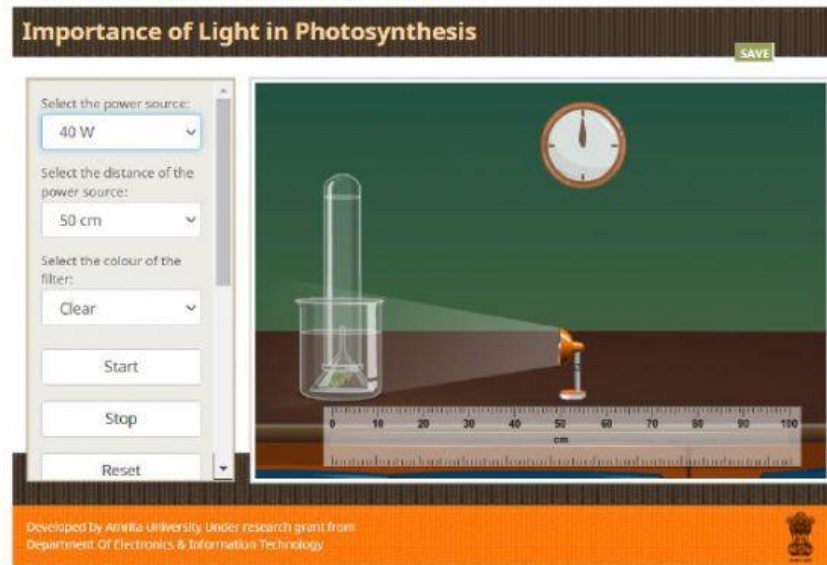 Importance of Light in Photosynthesis
SAVE
Select the power source:
40 W
Select the distance of the
power source:
50 cm
Select the colour of the
filter:
Clear
Start
Stop
Reset
0 10 20 30 40 50 60 70 80 90 100
cm
Developed by Amrita University Under research grant from
Department Of Electronics & Information Technology